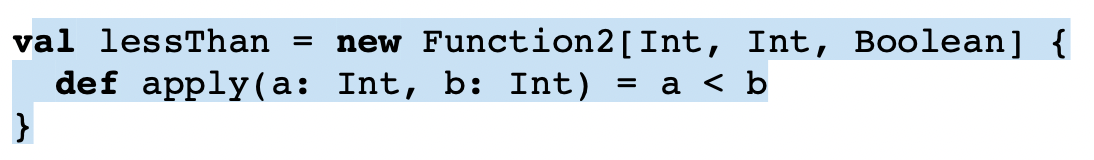 val lessThan = new Function2[Int, Int, Boolean] {
  def apply(a: Int, b: Int) = a < b
}